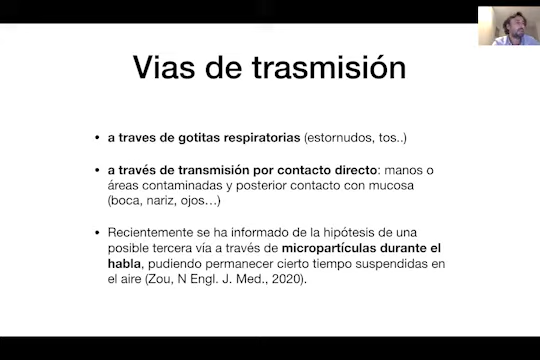 Vias de trasmisión
• a traves de gotitas respiratorias (estornudos, tos..)
• a través de transmisión por contacto directo: manos o
áreas contaminadas y posterior contacto con mucosa
(boca, nariz, ojos…)
• Recientemente se ha informado de la hipótesis de una
posible tercera vía a través de micropartículas durante el
habla, pudiendo permanecer cierto tiempo suspendidas en
el aire (Zou, N Engl. J. Med., 2020).